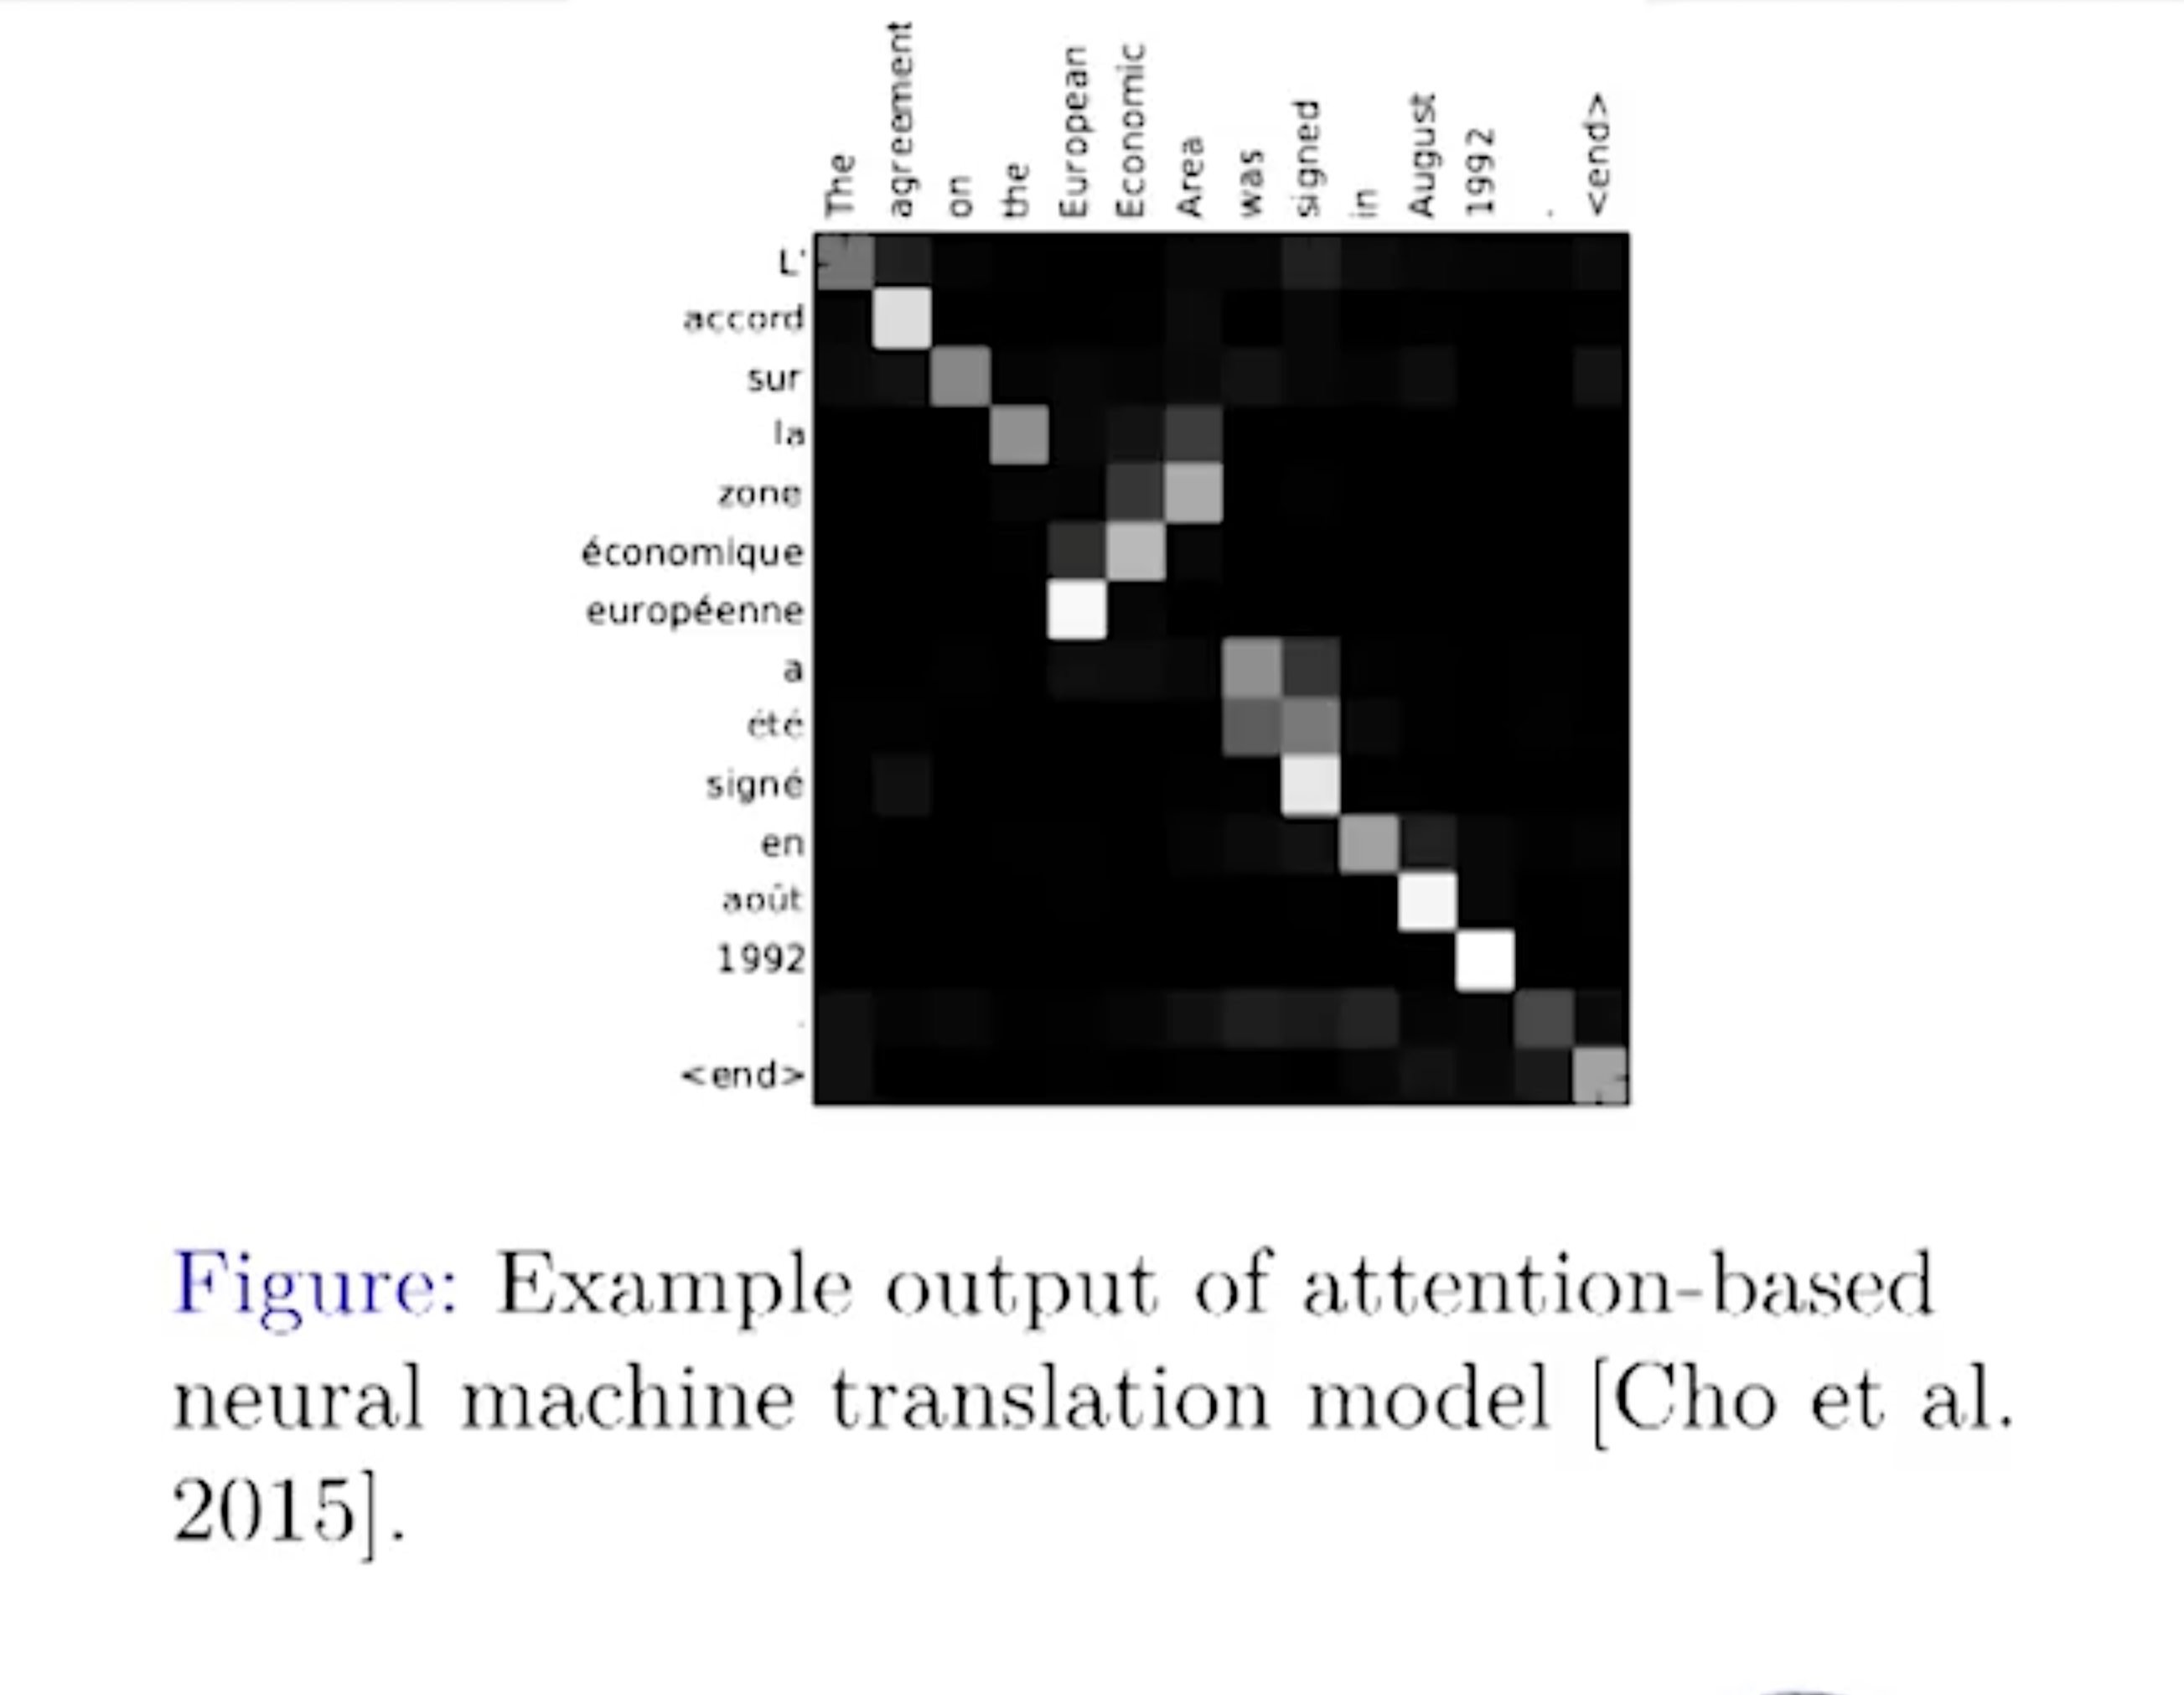 The
agreement
on
the
European
Economic
Area
was
signed
in
August
1992
.
<end>
L'
accord
sur
la
zone
économique
européenne
a
été
signé
en
août
1992
.
<end>
Figure: Example output of attention-based
neural machine translation model [Cho et al.
2015].